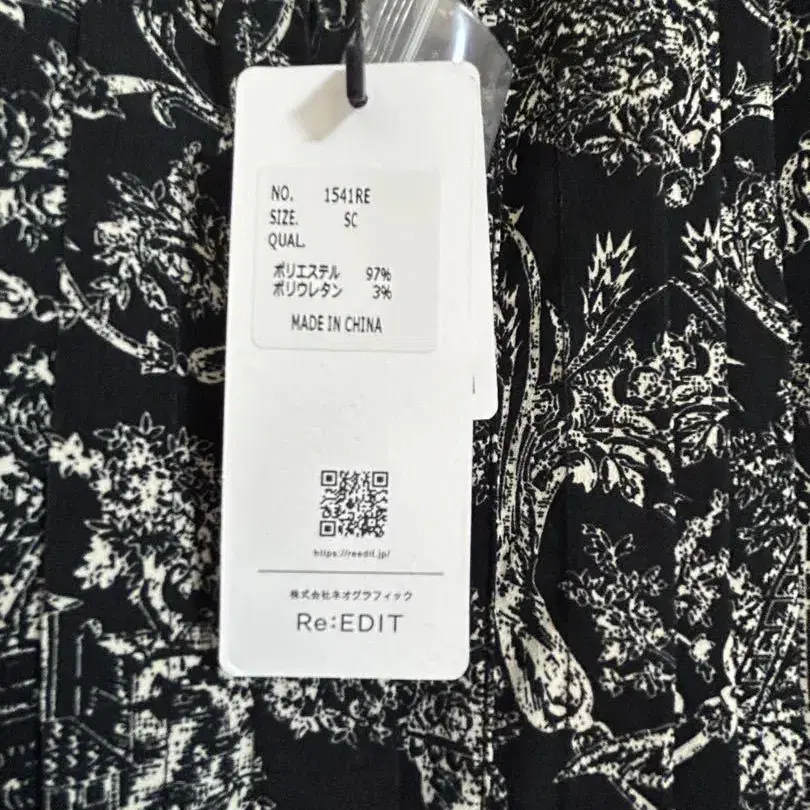 NO. 1541RE
SIZE. SC
QUAL.
ポリエステル 97%
ポリウレタン 3%
MADE IN CHINA
https://reedit.jp/
株式会社ネオグラフィック
Re:EDIT